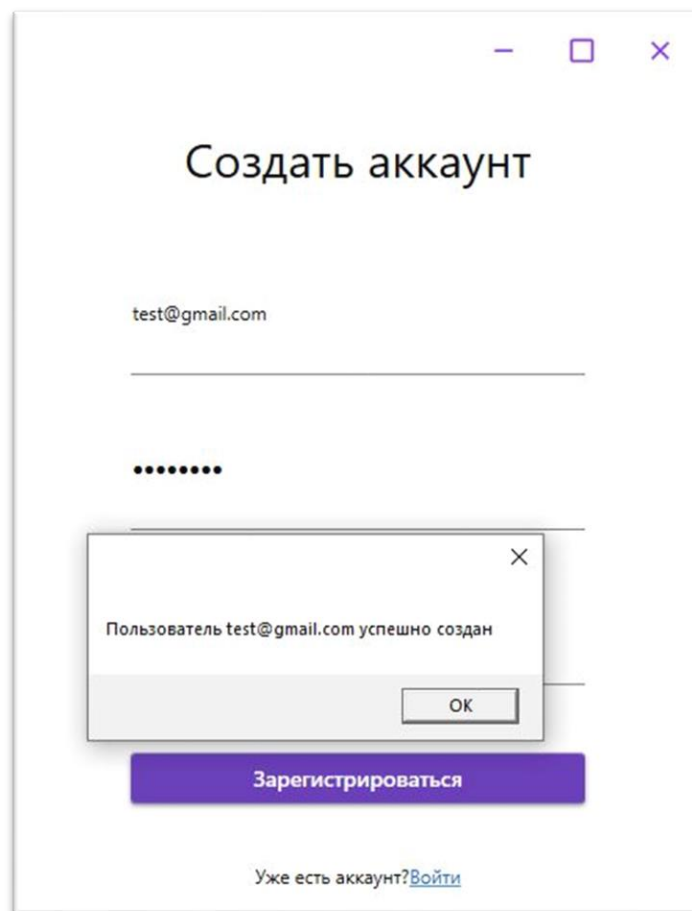 Создать аккаунт
test@gmail.com
••••••••
Пользователь test@gmail.com успешно создан
OK
Зарегистрироваться
Уже есть аккаунт?Войти